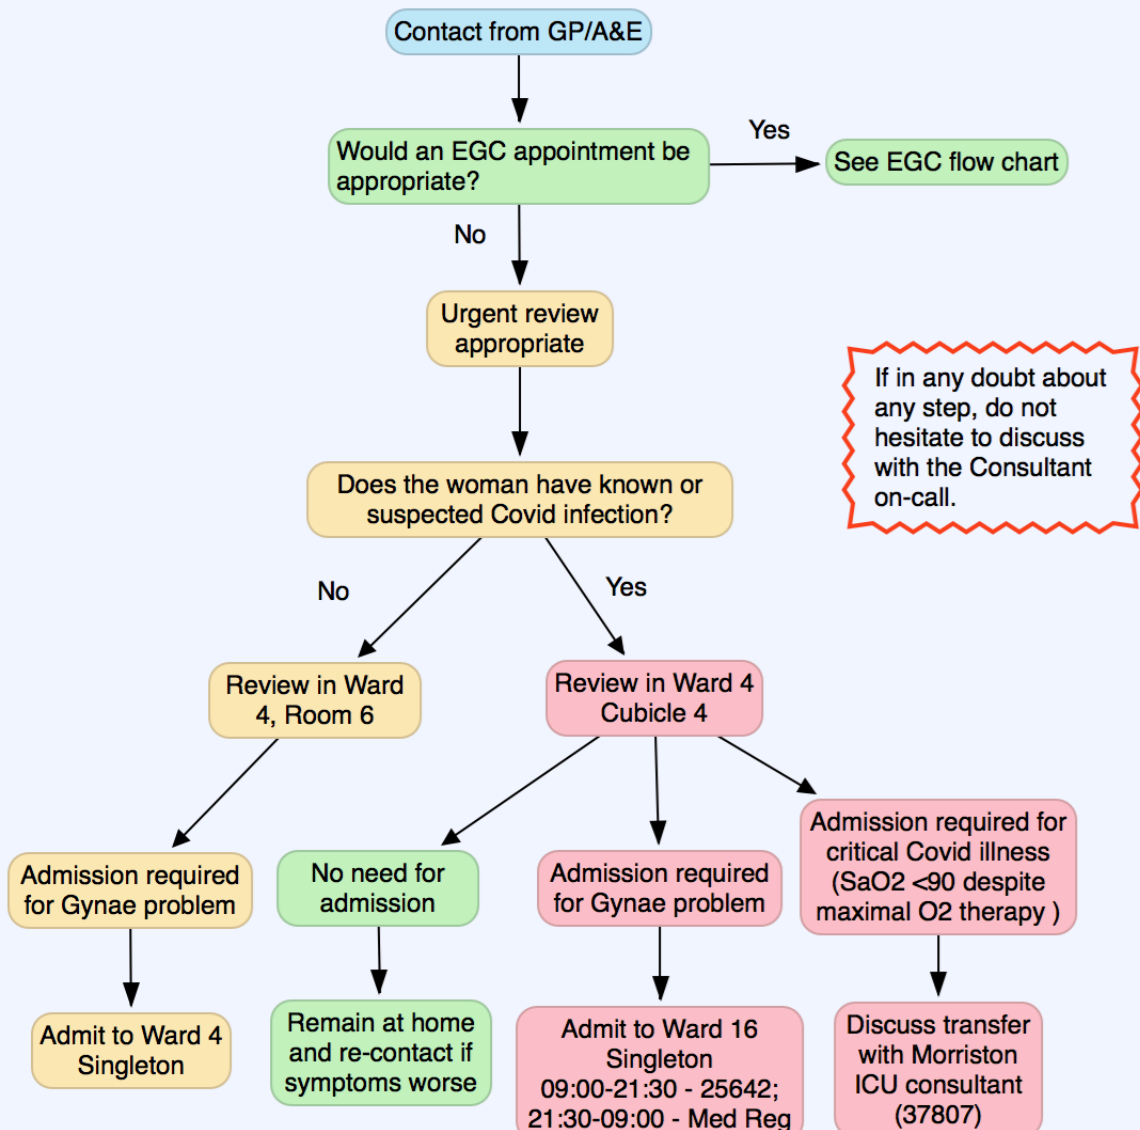 Contact from GP/A&E
Would an EGC appointment be
appropriate?
Yes
See EGC flow chart
No
Urgent review
appropriate
If in any doubt about
any step, do not
hesitate to discuss
with the Consultant
on-call.
Does the woman have known or
suspected Covid infection?
No
Yes
Review in Ward
4, Room 6
Review in Ward 4
Cubicle 4
Admission required
for Gynae problem
No need for
admission
Admission required
for Gynae problem
Admission required for
critical Covid illness
(SaO2 <90 despite
maximal O2 therapy )
Admit to Ward 4
Singleton
Remain at home
and re-contact if
symptoms worse
Admit to Ward 16
Singleton
09:00-21:30 - 25642;
21:30-09:00 - Med Reg
Discuss transfer
with Morriston
ICU consultant
(37807)